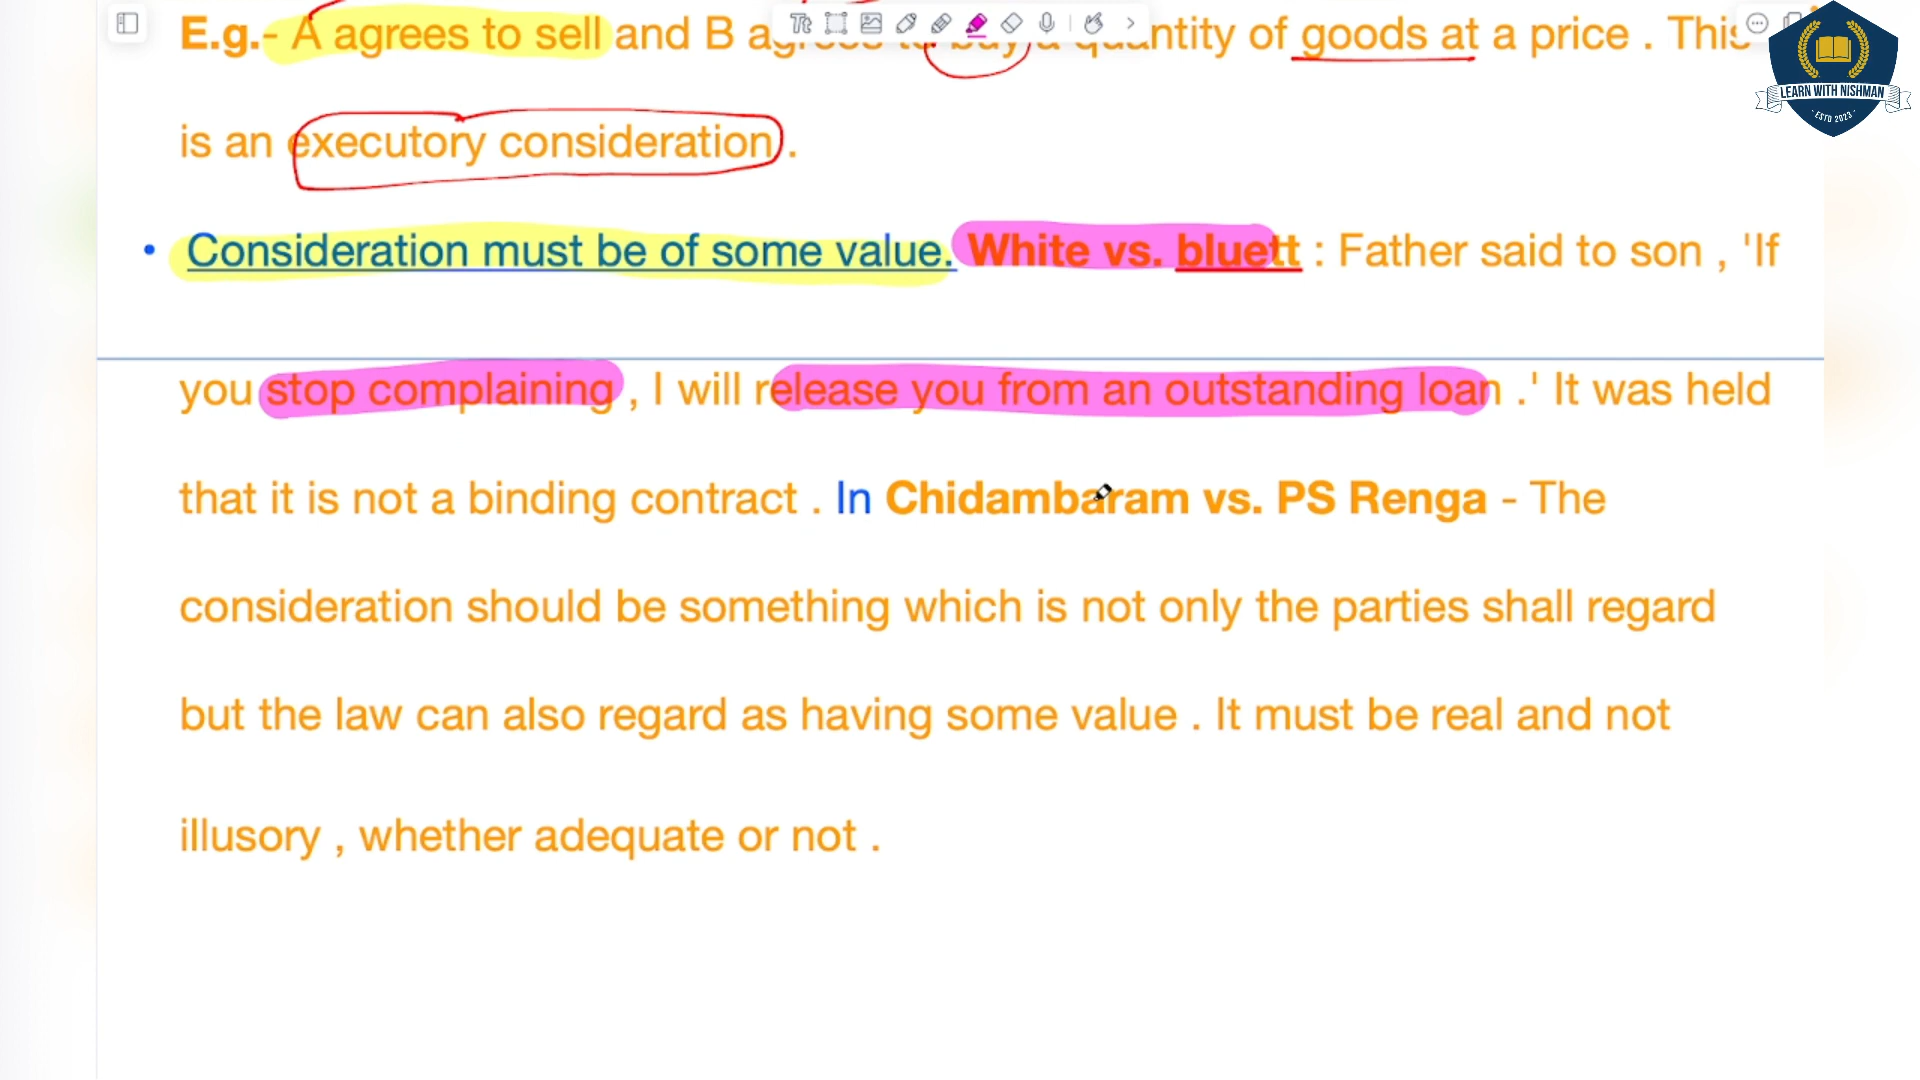 E.g.- A agrees to sell and B agrees to buy a quantity of goods at a price . This
LEARN WITH NISHMAN
- ESTD 2023 -
is an executory consideration .
• Consideration must be of some value. White vs. bluett : Father said to son , 'If
you stop complaining , I will release you from an outstanding loan .' It was held
that it is not a binding contract . In Chidambaram vs. PS Renga - The
consideration should be something which is not only the parties shall regard
but the law can also regard as having some value . It must be real and not
illusory , whether adequate or not .